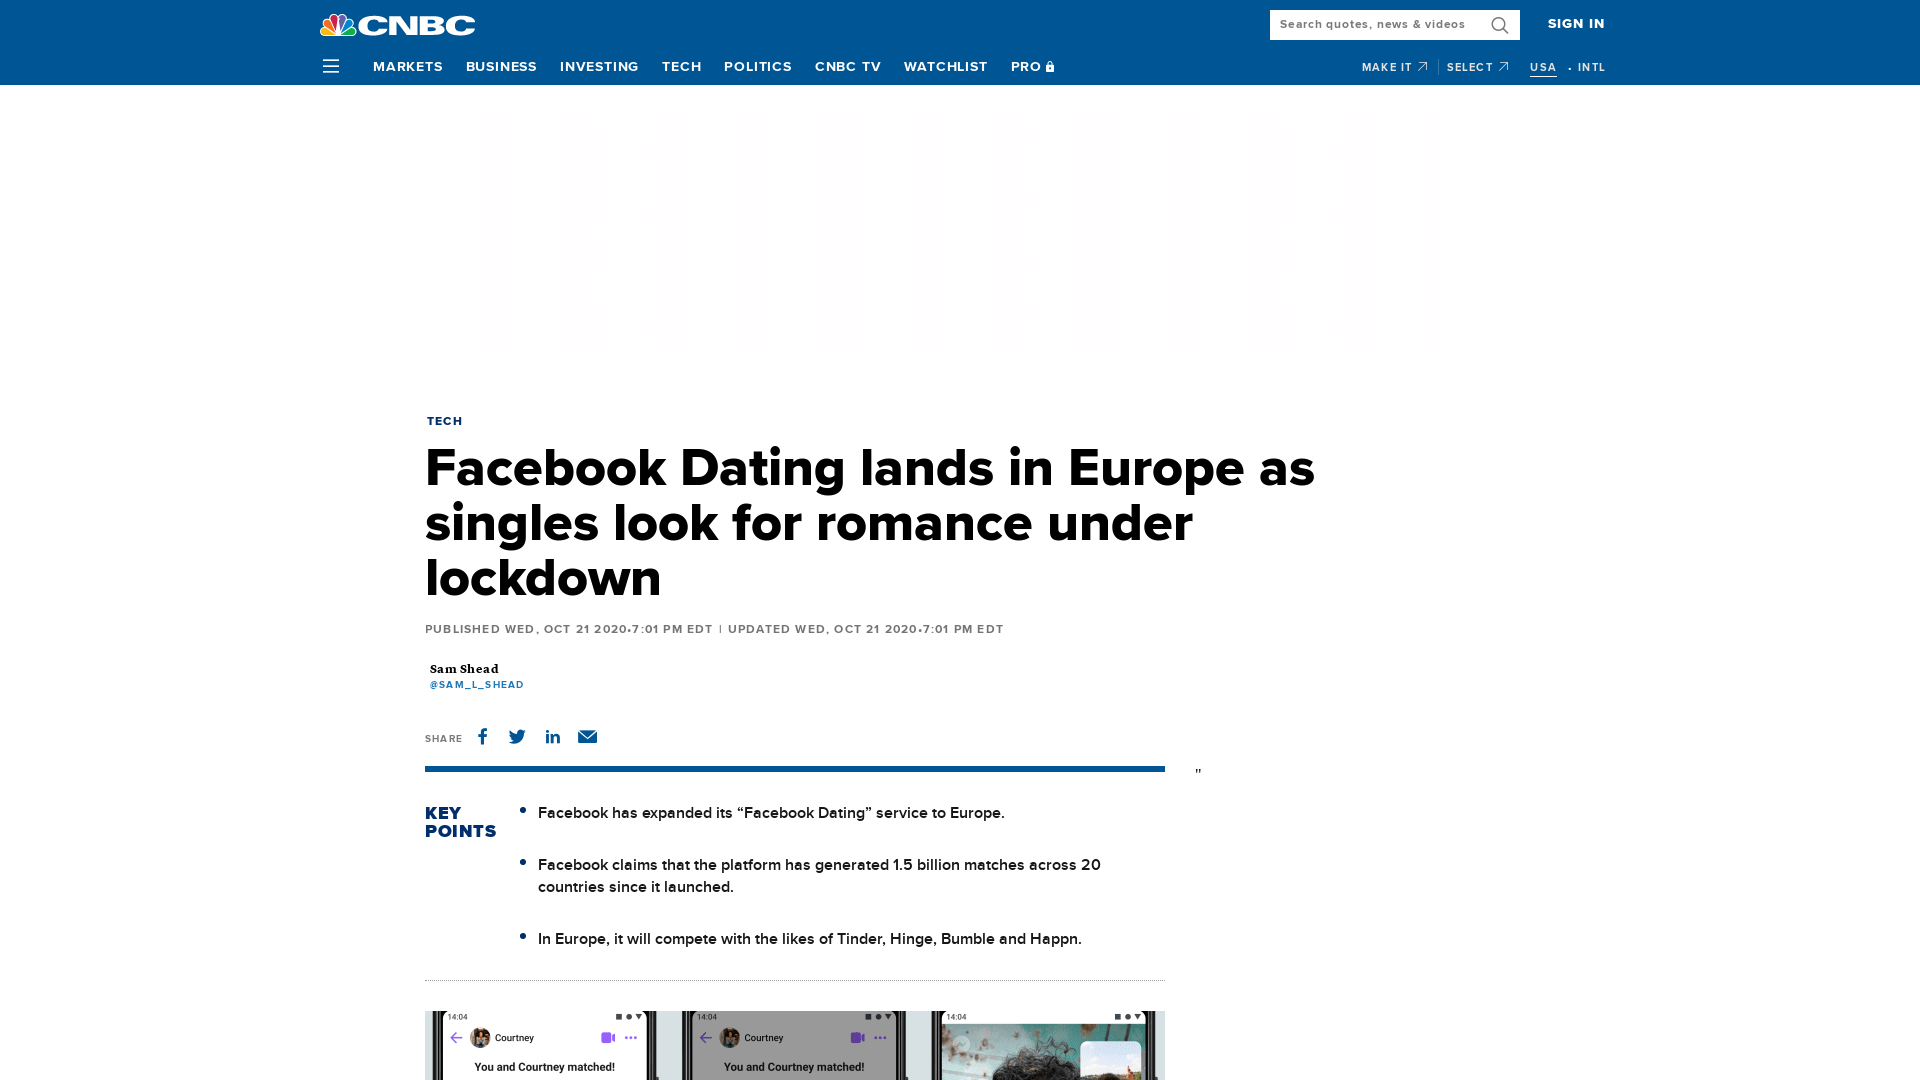 CNBC
Search quotes, news & videos
SIGN IN
MARKETS BUSINESS INVESTING TECH POLITICS CNBC TV WATCHLIST PRO
MAKE IT SELECT USA • INTL
TECH
Facebook Dating lands in Europe as
singles look for romance under
lockdown
PUBLISHED WED, OCT 21 2020•7:01 PM EDT | UPDATED WED, OCT 21 2020•7:01 PM EDT
Sam Shead
@SAM_L_SHEAD
SHARE
"
KEY
POINTS
Facebook has expanded its “Facebook Dating” service to Europe.
Facebook claims that the platform has generated 1.5 billion matches across 20
countries since it launched.
In Europe, it will compete with the likes of Tinder, Hinge, Bumble and Happn.
14:04 14:04 14:04
Courtney Courtney
You and Courtney matched! You and Courtney matched!